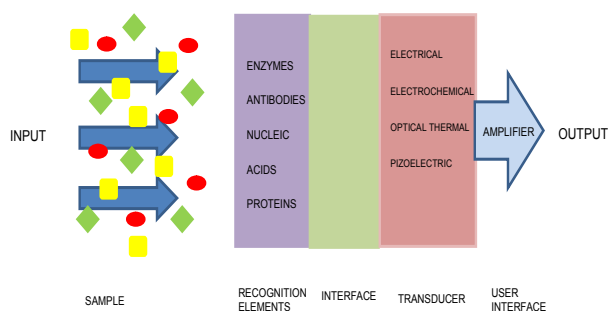 INPUT
ENZYMES
ANTIBODIES
NUCLEIC
ACIDS
PROTEINS
ELECTRICAL
ELECTROCHEMICAL
OPTICAL THERMAL
PIZOELECTRIC
AMPLIFIER
OUTPUT
SAMPLE
RECOGNITION
ELEMENTS
INTERFACE
TRANSDUCER
USER
INTERFACE